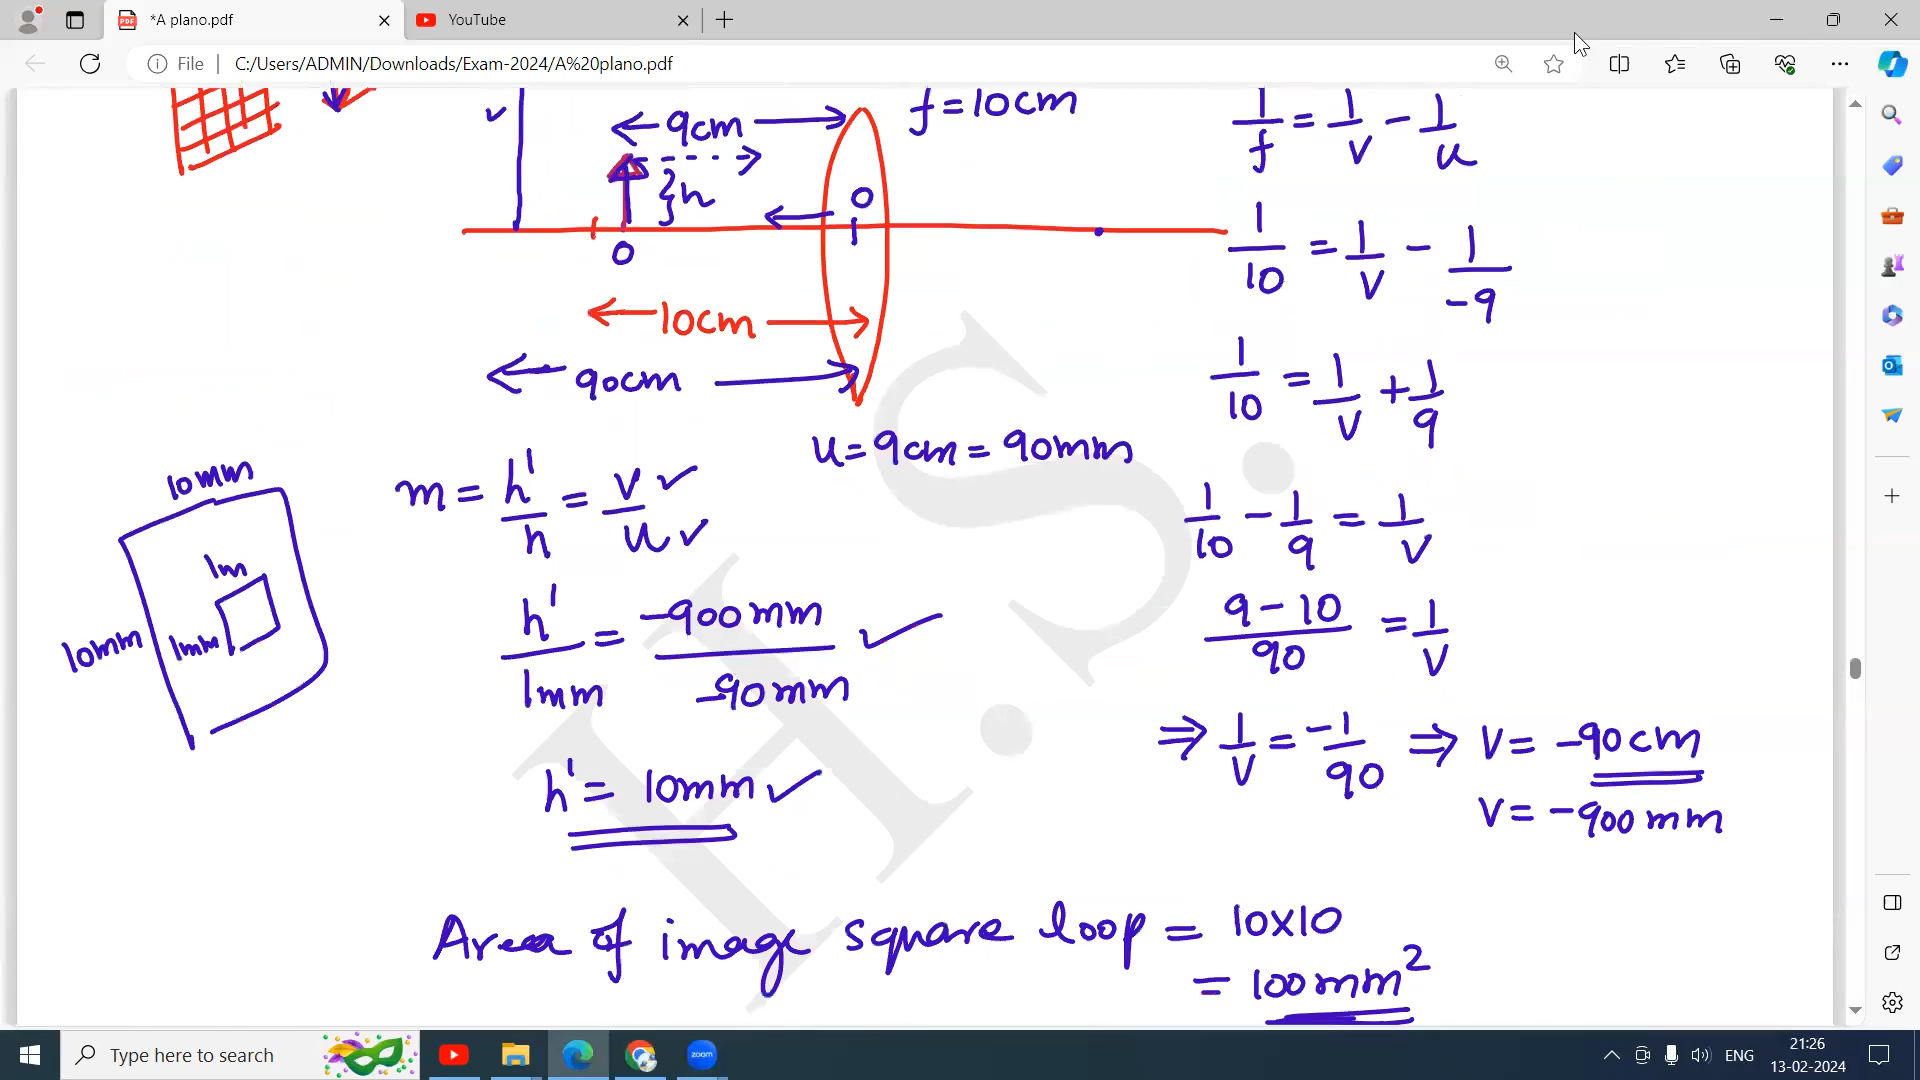 *A plano.pdf
YouTube
File
C:/Users/ADMIN/Downloads/Exam-2024/A%20plano.pdf
9cm
f = 10cm
1/f = 1/v - 1/u
}h
O
O
1/10 = 1/v - 1/-9
10cm
90cm
1/10 = 1/v + 1/9
u = 9cm = 90mm
10mm
m = h'/h = v/u
1/10 - 1/9 = 1/v
1m
1mm
10mm
h'/1mm = -900mm/-90mm
9-10/90 = 1/v
⇒ 1/v = -1/90 ⇒ v = -90cm
h' = 10mm
v = -900mm
Area of image square loop = 10x10
= 100mm²
H.S.
Type here to search
zoom
ENG
21:26
13-02-2024